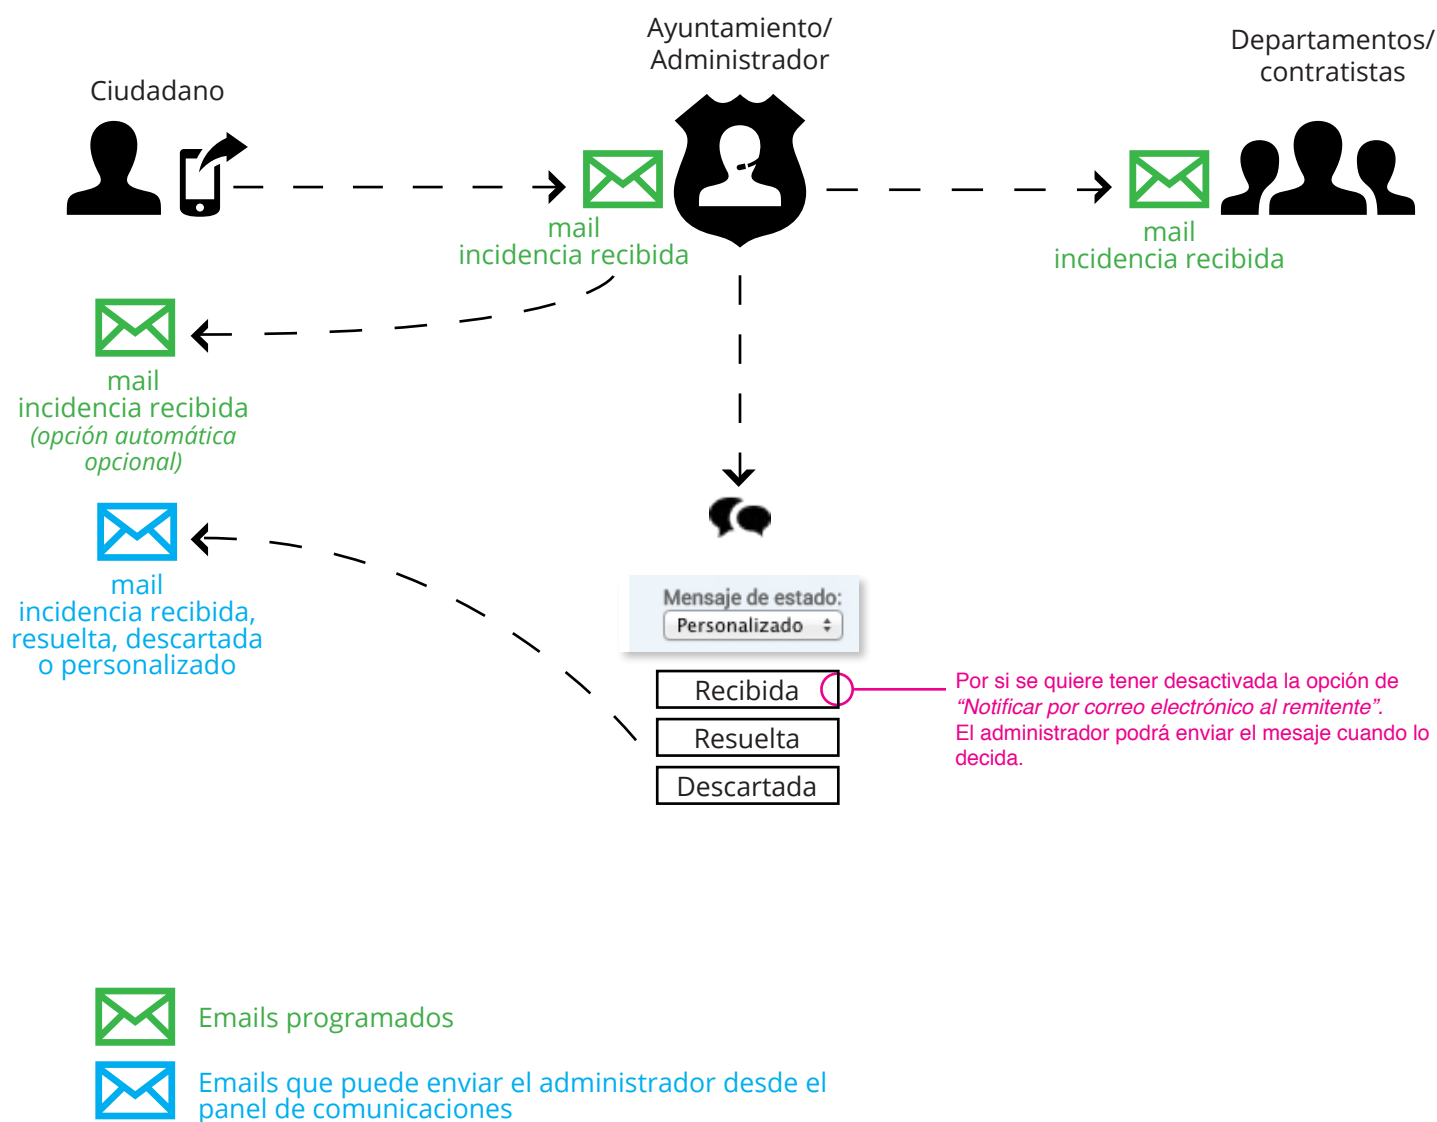 Ciudadano
Ayuntamiento/
Administrador
Departamentos/
contratistas
mail
incidencia recibida
mail
incidencia recibida
mail
incidencia recibida
(opción automática
opcional)
mail
incidencia recibida,
resuelta, descartada
o personalizado
Mensaje de estado:
Personalizado
Recibida
Resuelta
Descartada
Por si se quiere tener desactivada la opción de
“Notificar por correo electrónico al remitente”.
El administrador podrá enviar el mesaje cuando lo
decida.
Emails programados
Emails que puede enviar el administrador desde el
panel de comunicaciones